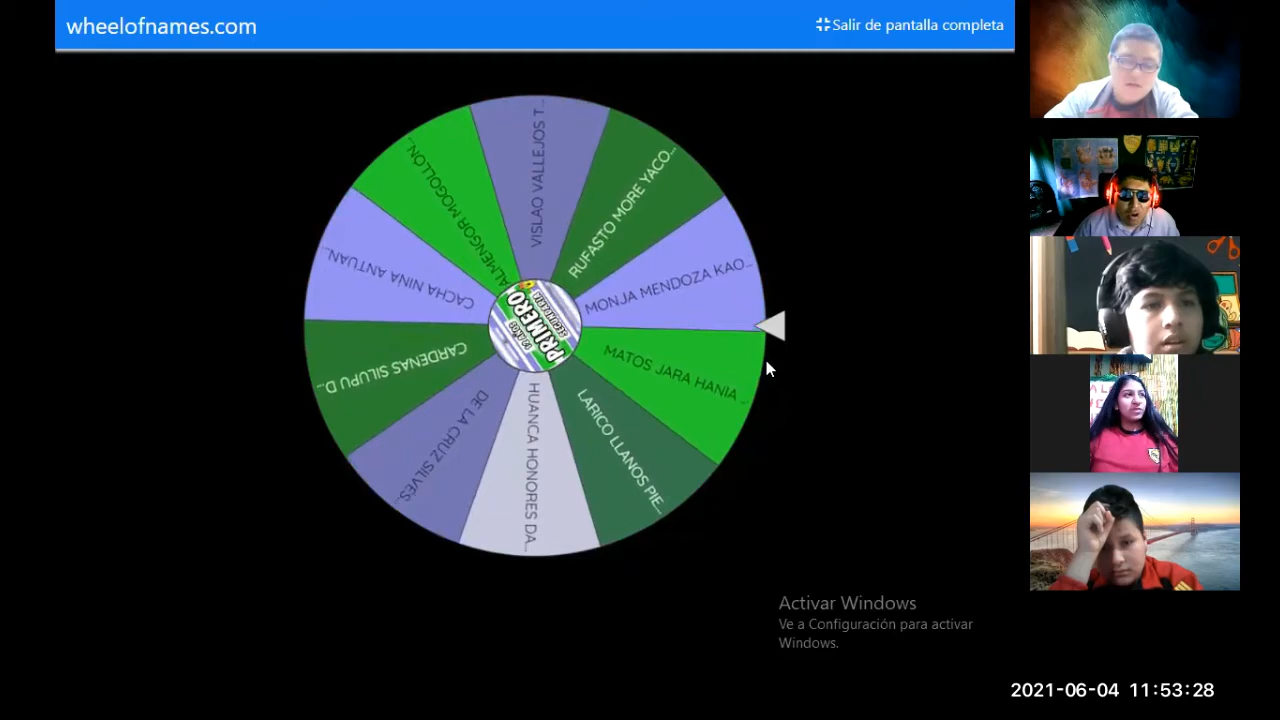 wheelofnames.com
Salir de pantalla completa
VISLAO VALLEJOS T...
RUFASTO MORE YACO...
MONJA MENDOZA KAO...
MATOS JARA HANIA ...
LARICO LLANOS PIE...
HUANCA HONORES DA...
DE LA CRUZ SILVES...
CARDENAS SILUPU D...
CACHA NINA ANTUAN...
ALMENGOR MOGOLLON...
PRIMERO
SECUNDARIA
Activar Windows
Ve a Configuración para activar
Windows.
2021-06-04 11:53:28